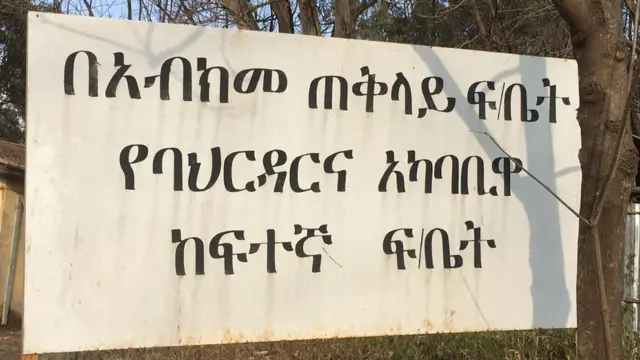 በአብክመ ጠቅላይ ፍ/ቤት
የባህርዳርና አካባቢዋ
ከፍተኛ ፍ/ቤት